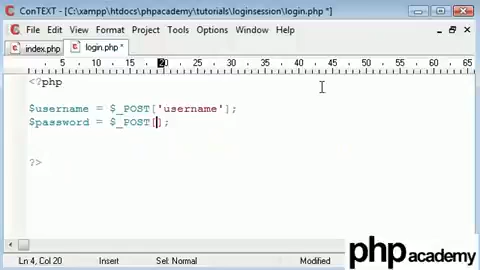 ConTEXT - [C:\xampp\htdocs\phpacademy\tutorials\loginsession\login.php *]
File Edit View Format Project Tools Options Window Help
index.php login.php *
5 10 15 20 25 30 35 40 45 50 55 60 65
<?php
$username = $_POST['username'];
$password = $_POST[];
?>
Ln 4, Col 20 Insert Sel: Normal Modified
php academy